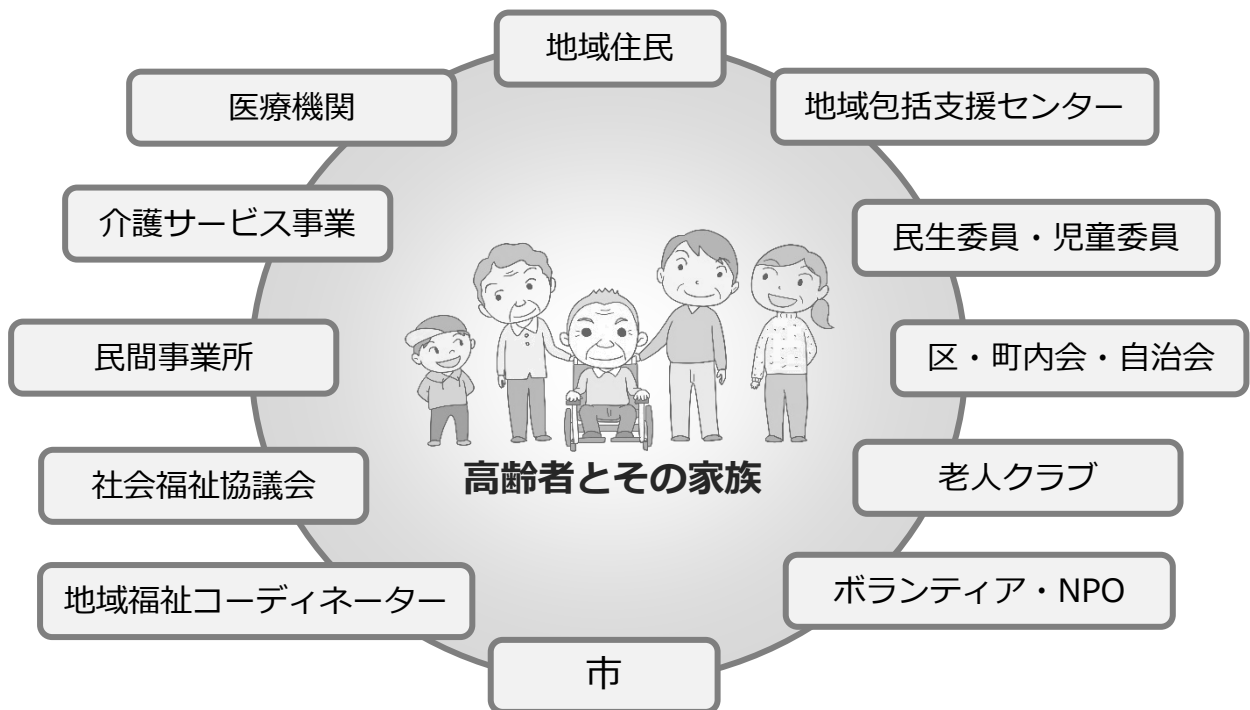 地域住民
医療機関
地域包括支援センター
介護サービス事業
民生委員・児童委員
民間事業所
区・町内会・自治会
高齢者とその家族
社会福祉協議会
老人クラブ
地域福祉コーディネーター
ボランティア・NPO
市